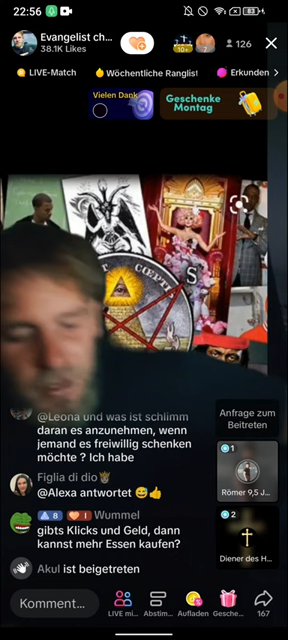 22:56
Evangelist ch...
38.1K Likes
10+
2
126
LIVE-Match
Wöchentliche Ranglist
Erkunden
Vielen Dank
Geschenke
Montag
S
@Leona und was ist schlimm
daran es anzunehmen, wenn
jemand es freiwillig schenken
möchte ? Ich habe
Figlia di dio
@Alexa antwortet 😅👍
8 1 Wummel
gibts Klicks und Geld, dann
kannst mehr Essen kaufen?
Akul ist beigetreten
Anfrage zum
Beitreten
1
Römer 9,5 J...
2
Diener des H...
Komment...
LIVE mi...
Abstim...
Aufladen
Gesche...
167